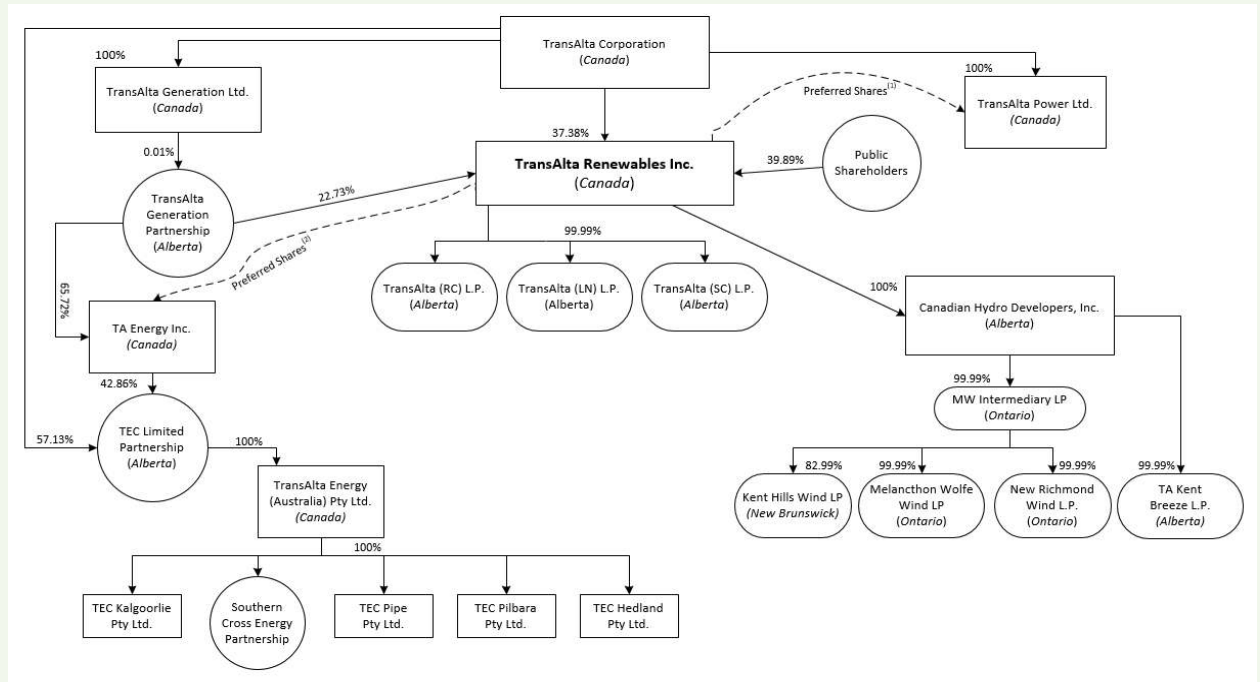 TransAlta Corporation
(Canada)
100%
100%
TransAlta Generation Ltd.
(Canada)
Preferred Shares(1)
TransAlta Power Ltd.
(Canada)
37.38%
0.01%
TransAlta Renewables Inc.
(Canada)
39.89%
Public
Shareholders
TransAlta
Generation
Partnership
(Alberta)
22.73%
Preferred Shares(2)
99.99%
TransAlta (RC) L.P.
(Alberta)
TransAlta (LN) L.P.
(Alberta)
TransAlta (SC) L.P.
(Alberta)
100%
Canadian Hydro Developers, Inc.
(Alberta)
65.72%
TA Energy Inc.
(Canada)
42.86%
99.99%
MW Intermediary LP
(Ontario)
57.13%
TEC Limited
Partnership
(Alberta)
100%
82.99%
99.99%
99.99%
99.99%
Kent Hills Wind LP
(New Brunswick)
Melancthon Wolfe
Wind LP
(Ontario)
New Richmond
Wind L.P.
(Ontario)
TA Kent
Breeze L.P.
(Alberta)
TransAlta Energy
(Australia) Pty Ltd.
(Canada)
100%
TEC Kalgoorlie
Pty Ltd.
Southern
Cross Energy
Partnership
TEC Pipe
Pty Ltd.
TEC Pilbara
Pty Ltd.
TEC Hedland
Pty Ltd.